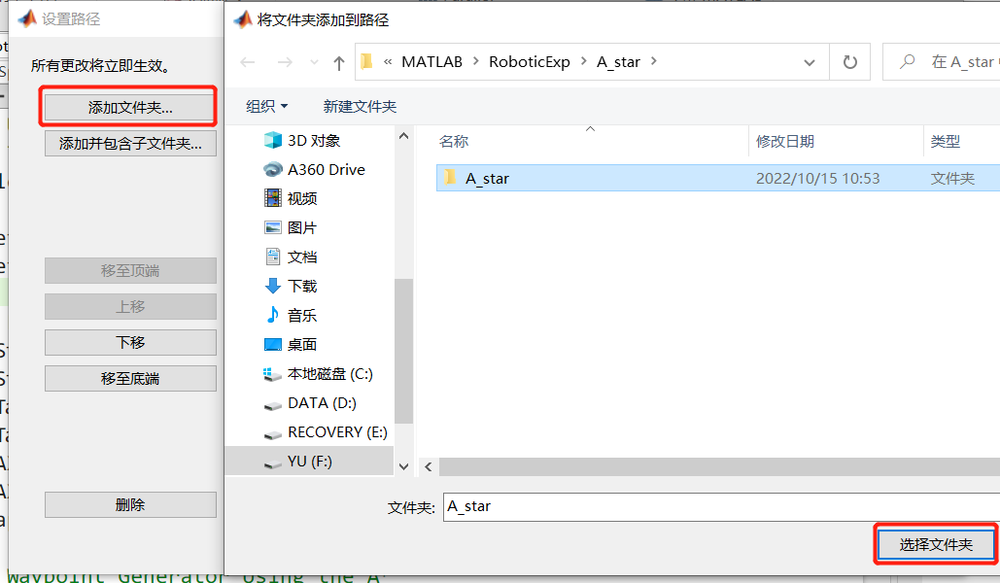 设置路径
所有更改将立即生效。
添加文件夹...
添加并包含子文件夹...
移至顶端
上移
下移
移至底端
删除
将文件夹添加到路径
« MATLAB > RoboticExp > A_star >
在 A_star
组织
新建文件夹
名称 修改日期 类型
A_star 2022/10/15 10:53 文件夹
3D 对象
A360 Drive
视频
图片
文档
下载
音乐
桌面
本地磁盘 (C:)
DATA (D:)
RECOVERY (E:)
YU (F:)
文件夹: A_star
选择文件夹
Waypoint Generator Using the A*